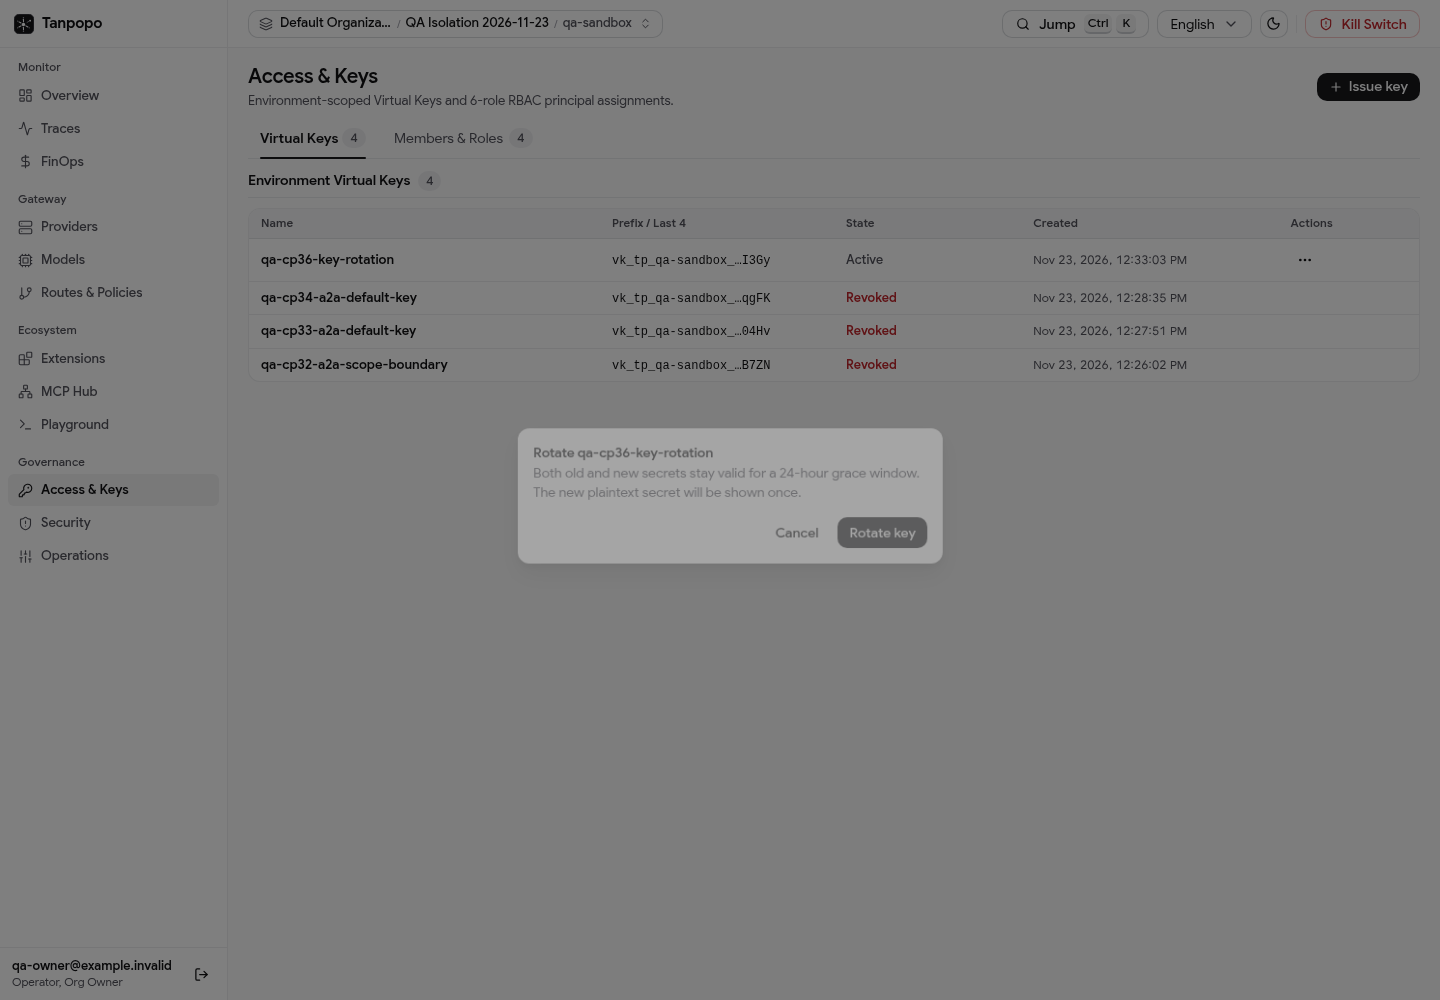 Tanpopo
Default Organiza... / QA Isolation 2026-11-23 / qa-sandbox
Jump Ctrl K
English
Kill Switch
Monitor
Overview
Traces
FinOps
Gateway
Providers
Models
Routes & Policies
Ecosystem
Extensions
MCP Hub
Playground
Governance
Access & Keys
Security
Operations
qa-owner@example.invalid
Operator, Org Owner
Access & Keys
Environment-scoped Virtual Keys and 6-role RBAC principal assignments.
+ Issue key
Virtual Keys 4
Members & Roles 4
Environment Virtual Keys 4
Name Prefix / Last 4 State Created Actions
qa-cp36-key-rotation vk_tp_qa-sandbox_…I3Gy Active Nov 23, 2026, 12:33:03 PM ...
qa-cp34-a2a-default-key vk_tp_qa-sandbox_…qgFK Revoked Nov 23, 2026, 12:28:35 PM
qa-cp33-a2a-default-key vk_tp_qa-sandbox_…04Hv Revoked Nov 23, 2026, 12:27:51 PM
qa-cp32-a2a-scope-boundary vk_tp_qa-sandbox_…B7ZN Revoked Nov 23, 2026, 12:26:02 PM
Rotate qa-cp36-key-rotation
Both old and new secrets stay valid for a 24-hour grace window.
The new plaintext secret will be shown once.
Cancel
Rotate key